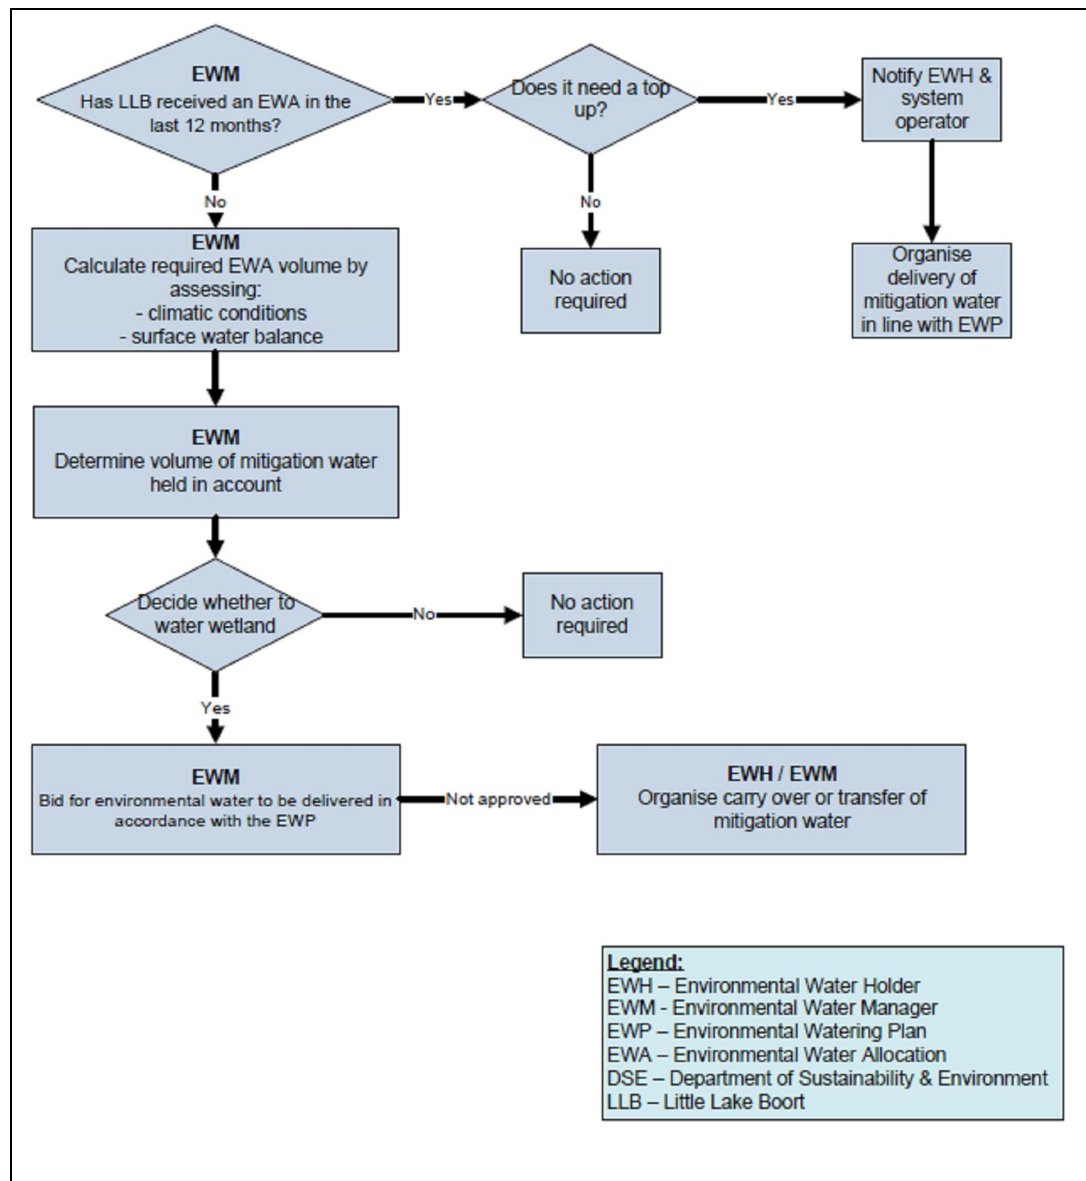 EWM
Has LLB received an EWA in the
last 12 months?
Yes
Does it need a top
up?
Yes
Notify EWH &
system
operator
No
No
EWM
Calculate required EWA volume by
assessing:
- climatic conditions
- surface water balance
No action
required
Organise
delivery of
mitigation water
in line with EWP
EWM
Determine volume of mitigation water
held in account
Decide whether to
water wetland
No
No action
required
Yes
EWM
Bid for environmental water to be delivered in
accordance with the EWP
Not approved
EWH / EWM
Organise carry over or transfer of
mitigation water
Legend:
EWH – Environmental Water Holder
EWM - Environmental Water Manager
EWP – Environmental Watering Plan
EWA – Environmental Water Allocation
DSE – Department of Sustainability & Environment
LLB – Little Lake Boort